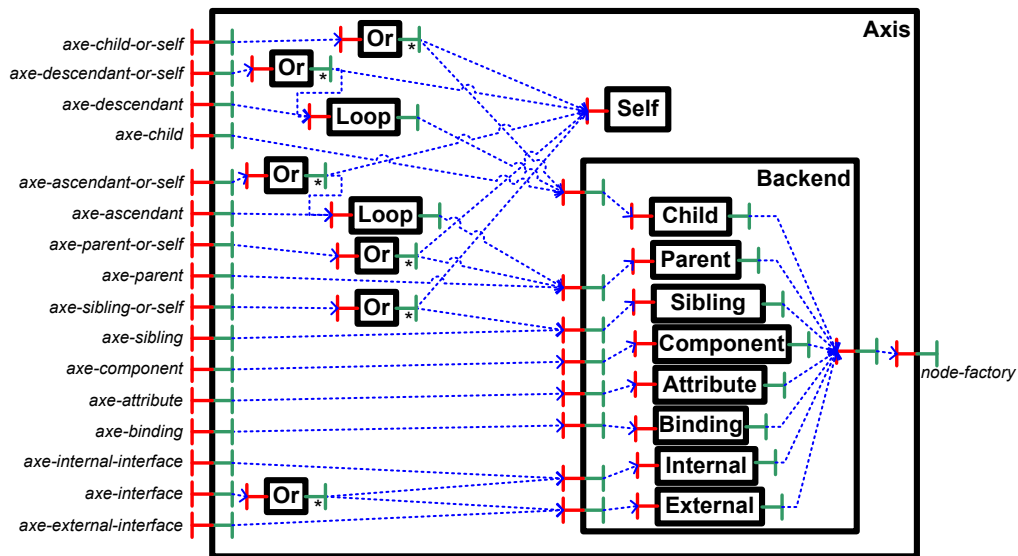 Axis
axe-child-or-self
Or
*
axe-descendant-or-self
Or
*
axe-descendant
Loop
Self
axe-child
Backend
axe-ascendant-or-self
Or
*
axe-ascendant
Loop
Child
axe-parent-or-self
Or
*
Parent
axe-parent
axe-sibling-or-self
Or
*
Sibling
axe-sibling
Component
axe-component
node-factory
Attribute
axe-attribute
Binding
axe-binding
axe-internal-interface
Internal
axe-interface
Or
*
External
axe-external-interface